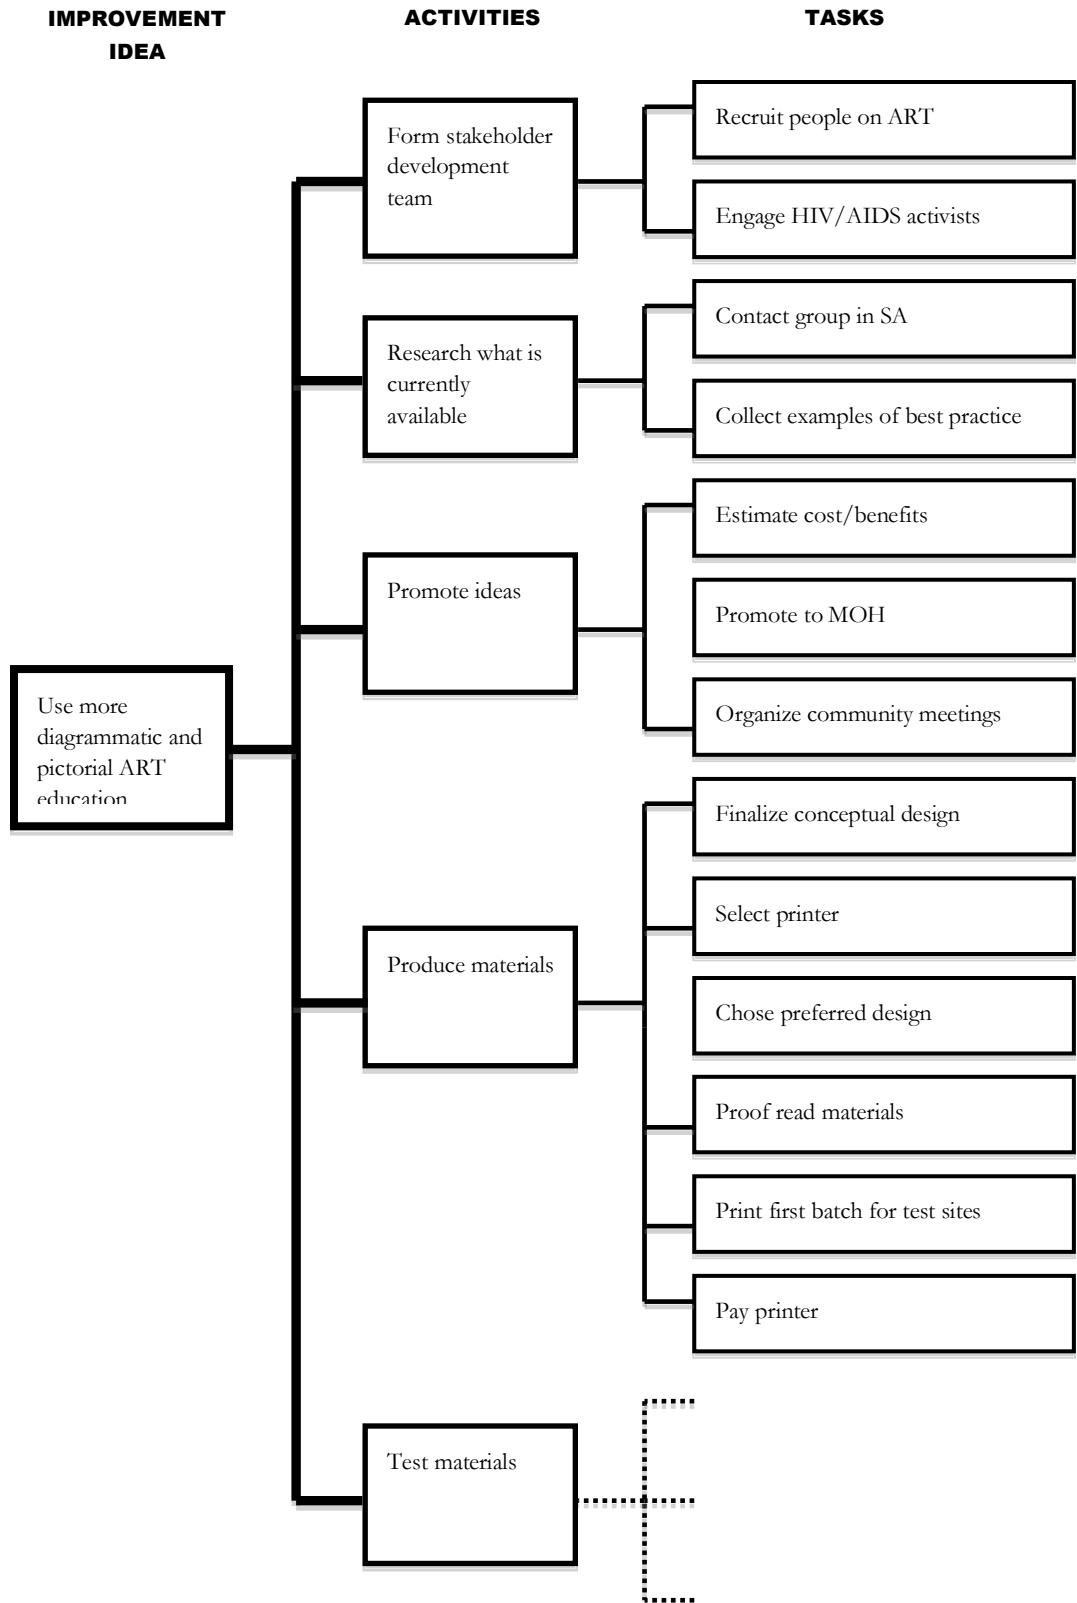 IMPROVEMENT
IDEA
ACTIVITIES
TASKS
Use more
diagrammatic and
pictorial ART
education
Form stakeholder
development
team
Recruit people on ART
Engage HIV/AIDS activists
Research what is
currently
available
Contact group in SA
Collect examples of best practice
Promote ideas
Estimate cost/benefits
Promote to MOH
Organize community meetings
Produce materials
Finalize conceptual design
Select printer
Chose preferred design
Proof read materials
Print first batch for test sites
Pay printer
Test materials